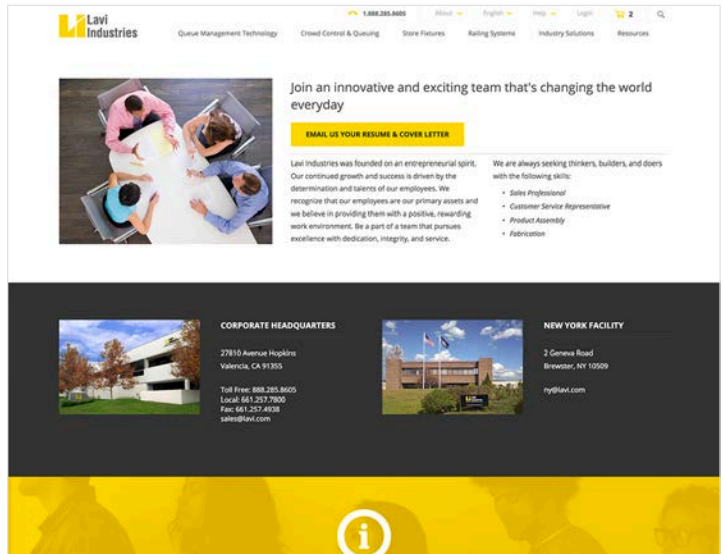 Lavi
Industries
1.888.285.8605 About English Help Login 2
Queue Management Technology Crowd Control & Queuing Store Fixtures Railing Systems Industry Solutions Resources
Join an innovative and exciting team that's changing the world
everyday
EMAIL US YOUR RESUME & COVER LETTER
Lavi Industries was founded on an entrepreneurial spirit.
Our continued growth and success is driven by the
determination and talents of our employees. We
recognize that our employees are our primary assets and
we believe in providing them with a positive, rewarding
work environment. Be a part of a team that pursues
excellence with dedication, integrity, and service.
We are always seeking thinkers, builders, and doers
with the following skills:
• Sales Professional
• Customer Service Representative
• Product Assembly
• Fabrication
CORPORATE HEADQUARTERS
27810 Avenue Hopkins
Valencia, CA 91355
Toll Free: 888.285.8605
Local: 661.257.7800
Fax: 661.257.4938
sales@lavi.com
NEW YORK FACILITY
2 Geneva Road
Brewster, NY 10509
ny@lavi.com